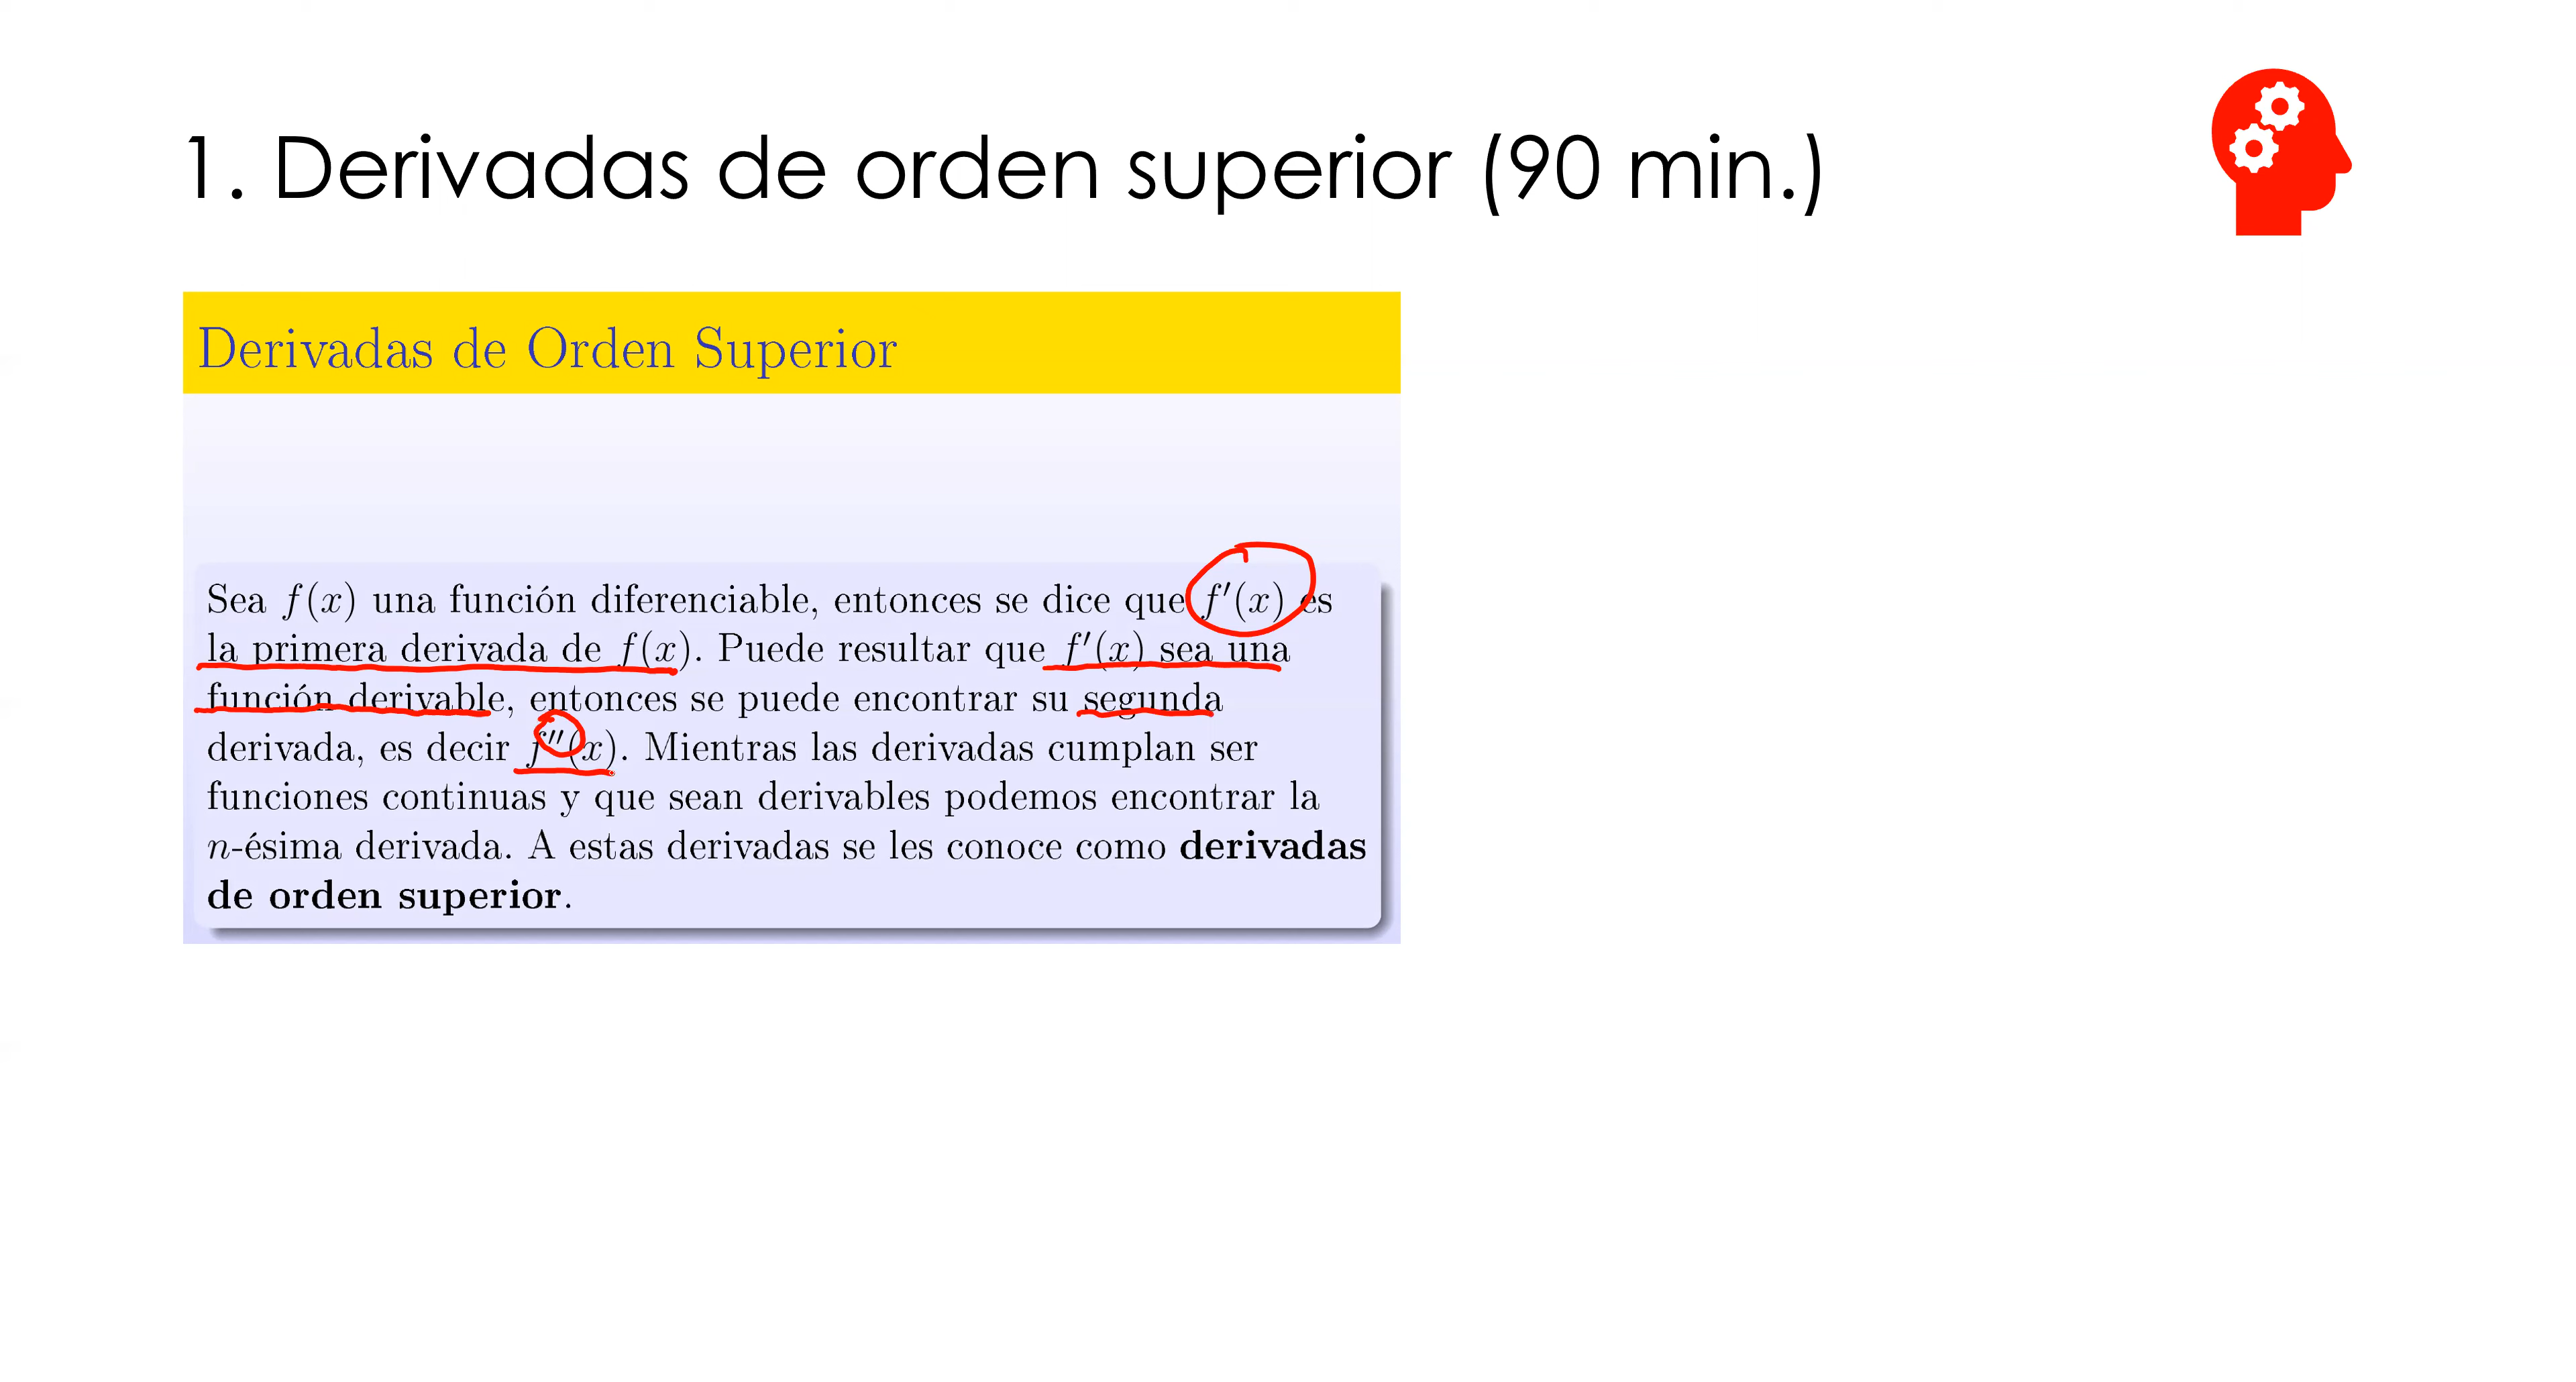 1. Derivadas de orden superior (90 min.)
Derivadas de Orden Superior
Sea f(x) una función diferenciable, entonces se dice que f′(x) es
la primera derivada de f(x). Puede resultar que f′(x) sea una
función derivable, entonces se puede encontrar su segunda
derivada, es decir f″(x). Mientras las derivadas cumplan ser
funciones continuas y que sean derivables podemos encontrar la
n-ésima derivada. A estas derivadas se les conoce como derivadas
de orden superior.